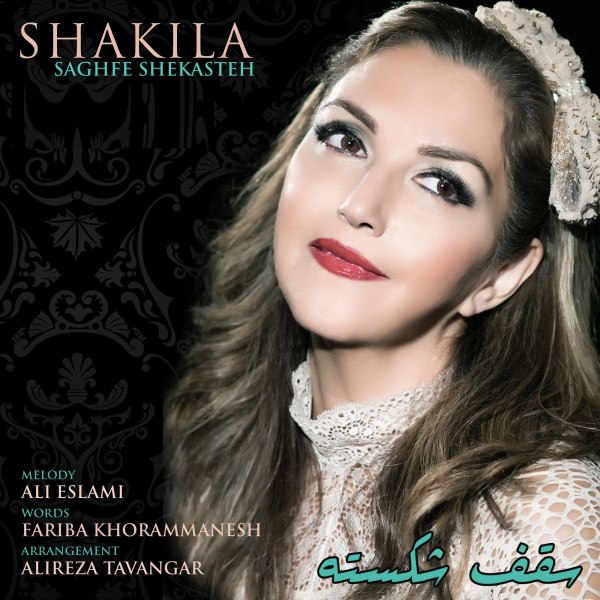 SHAKILA
SAGHFE SHEKASTEH
MELODY
ALI ESLAMI
WORDS
FARIBA KHORAMMANESH
ARRANGEMENT
ALIREZA TAVANGAR
سقف شکسته